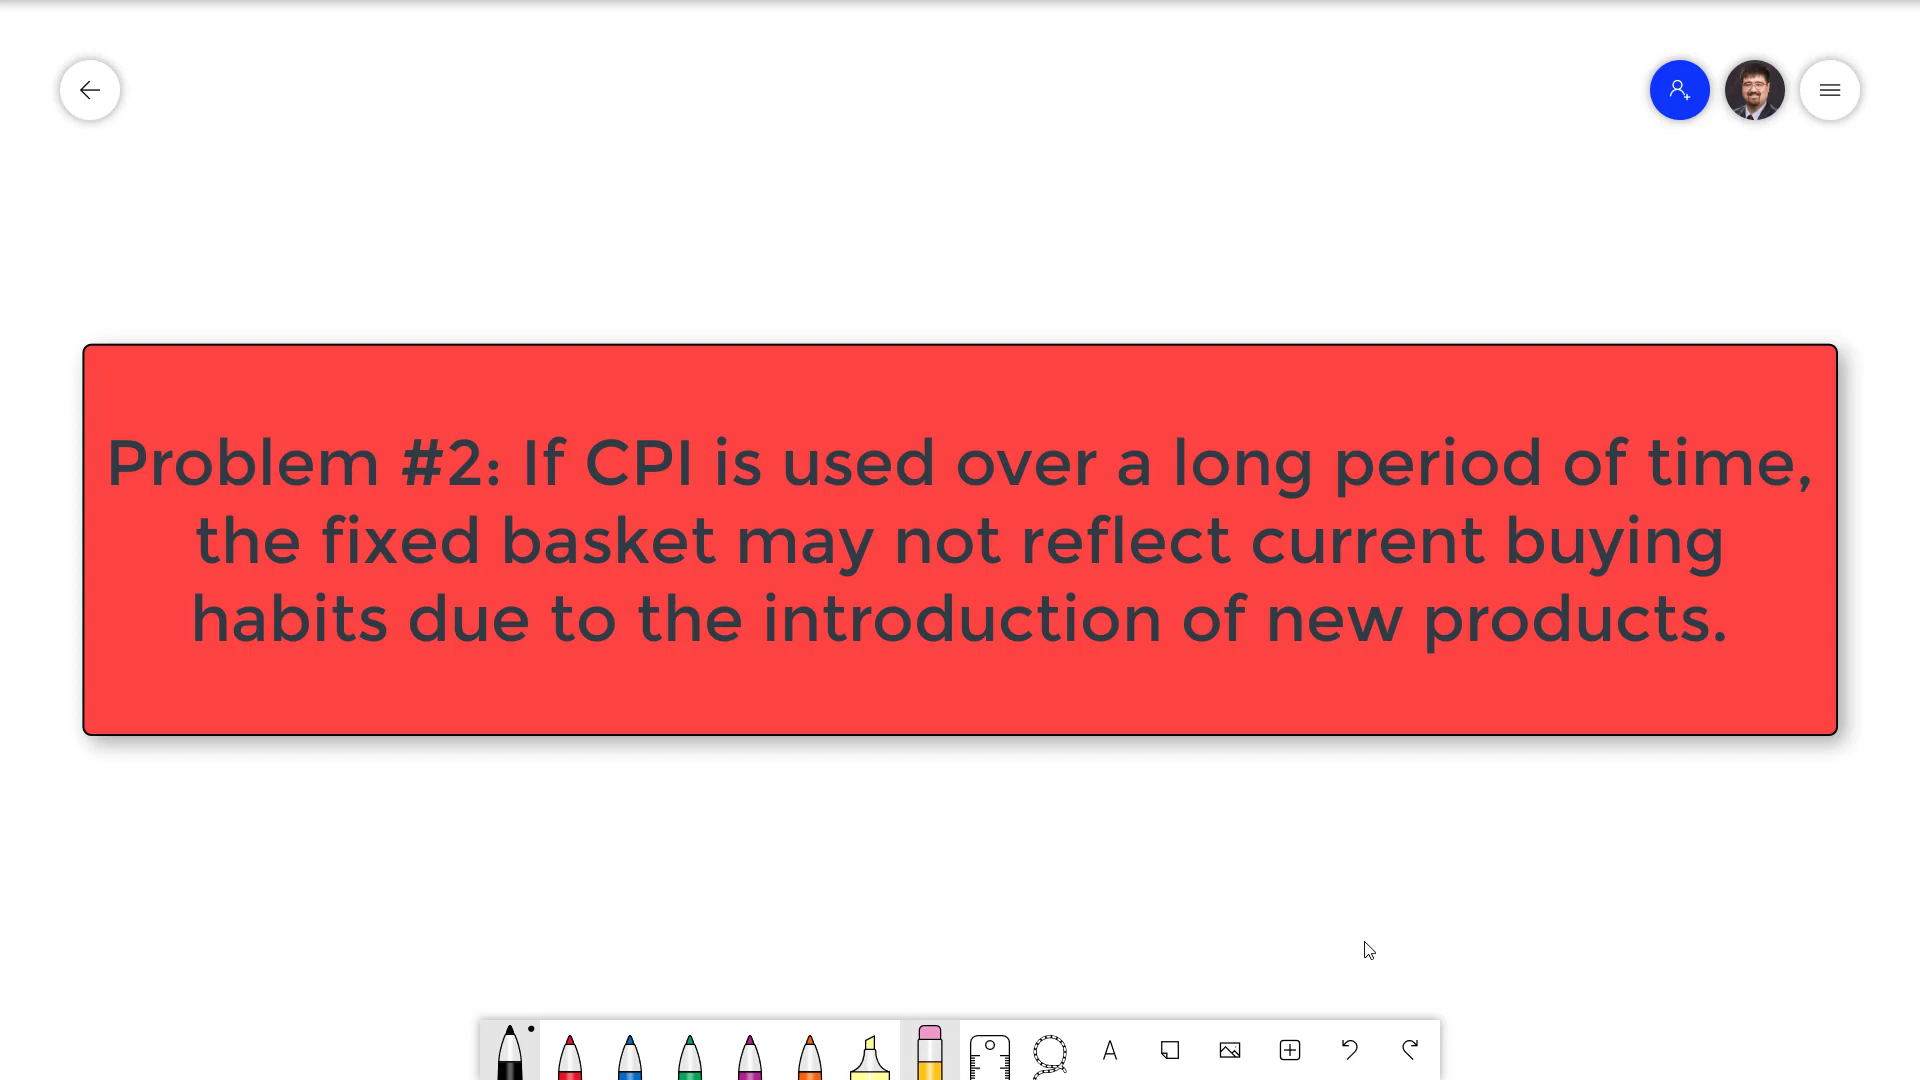 Problem #2: If CPI is used over a long period of time,
the fixed basket may not reflect current buying
habits due to the introduction of new products.